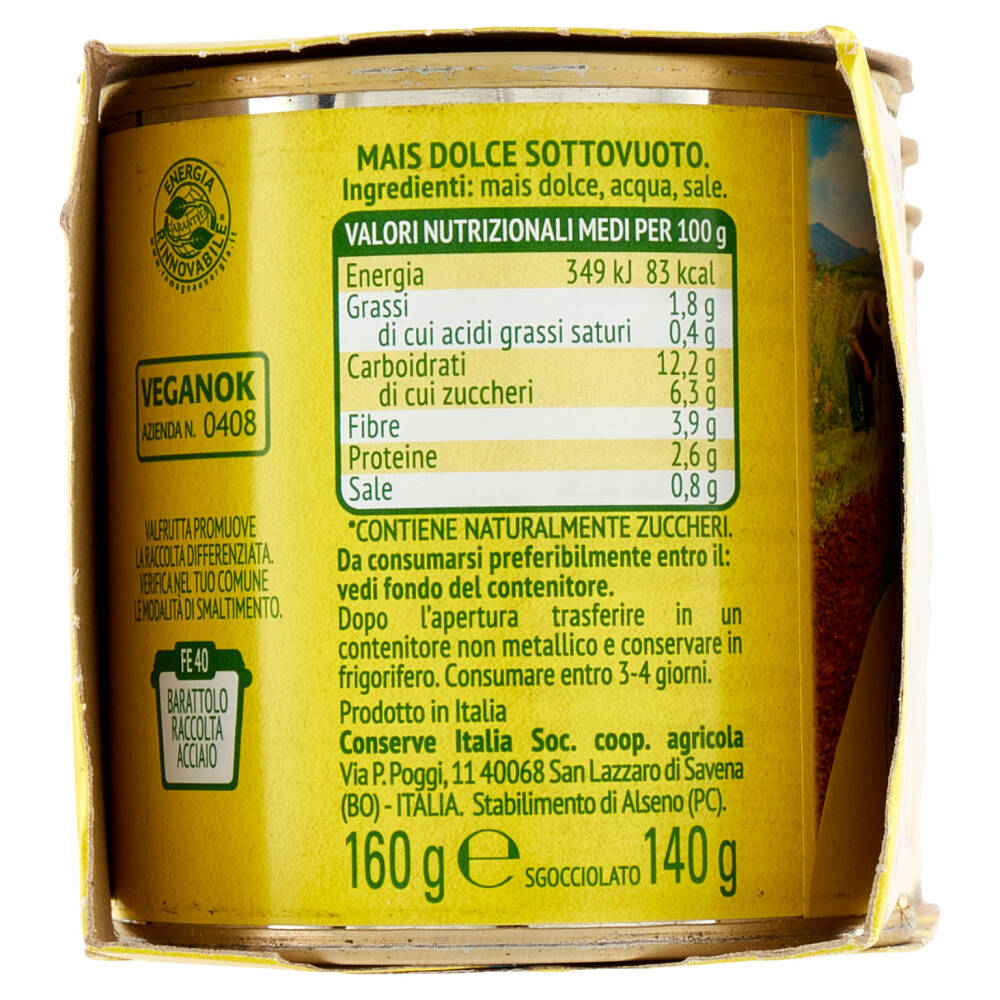 ENERGIA
GARANTITA
RINNOVABILE®
www.romagnaenergia.it
VEGANOK
AZIENDA N. 0408
VALFRUTTA PROMUOVE
LA RACCOLTA DIFFERENZIATA.
VERIFICA NEL TUO COMUNE
LE MODALITÀ DI SMALTIMENTO.
FE 40
BARATTOLO
RACCOLTA
ACCIAIO
MAIS DOLCE SOTTOVUOTO.
Ingredienti: mais dolce, acqua, sale.
VALORI NUTRIZIONALI MEDI PER 100 g
Energia 349 kJ 83 kcal
Grassi 1,8 g
di cui acidi grassi saturi 0,4 g
Carboidrati 12,2 g
di cui zuccheri 6,3 g
Fibre 3,9 g
Proteine 2,6 g
Sale 0,8 g
*CONTIENE NATURALMENTE ZUCCHERI.
Da consumarsi preferibilmente entro il:
vedi fondo del contenitore.
Dopo l'apertura trasferire in un
contenitore non metallico e conservare in
frigorifero. Consumare entro 3-4 giorni.
Prodotto in Italia
Conserve Italia Soc. coop. agricola
Via P. Poggi, 11 40068 San Lazzaro di Savena
(BO) - ITALIA. Stabilimento di Alseno (PC).
160 g e SGOCCIOLATO 140 g